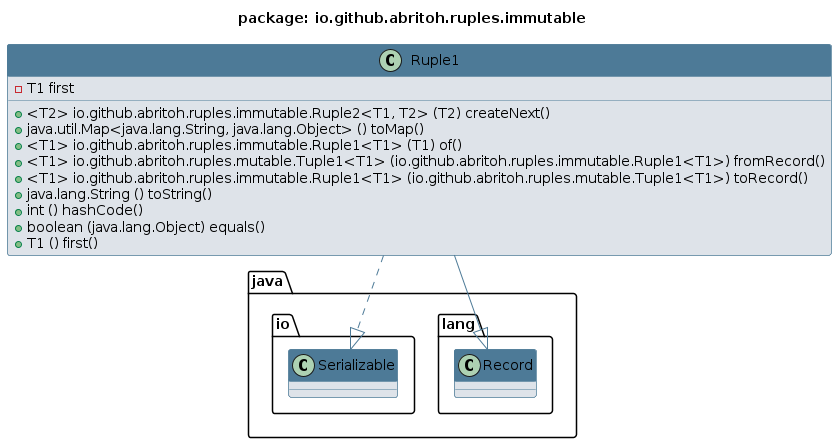 package: io.github.abritoh.ruples.immutable
C Ruple1
T1 first
<T2> io.github.abritoh.ruples.immutable.Ruple2<T1, T2> (T2) createNext()
java.util.Map<java.lang.String, java.lang.Object> () toMap()
<T1> io.github.abritoh.ruples.immutable.Ruple1<T1> (T1) of()
<T1> io.github.abritoh.ruples.mutable.Tuple1<T1> (io.github.abritoh.ruples.immutable.Ruple1<T1>) fromRecord()
<T1> io.github.abritoh.ruples.immutable.Ruple1<T1> (io.github.abritoh.ruples.mutable.Tuple1<T1>) toRecord()
java.lang.String () toString()
int () hashCode()
boolean (java.lang.Object) equals()
T1 () first()
java
io
lang
C Serializable
C Record